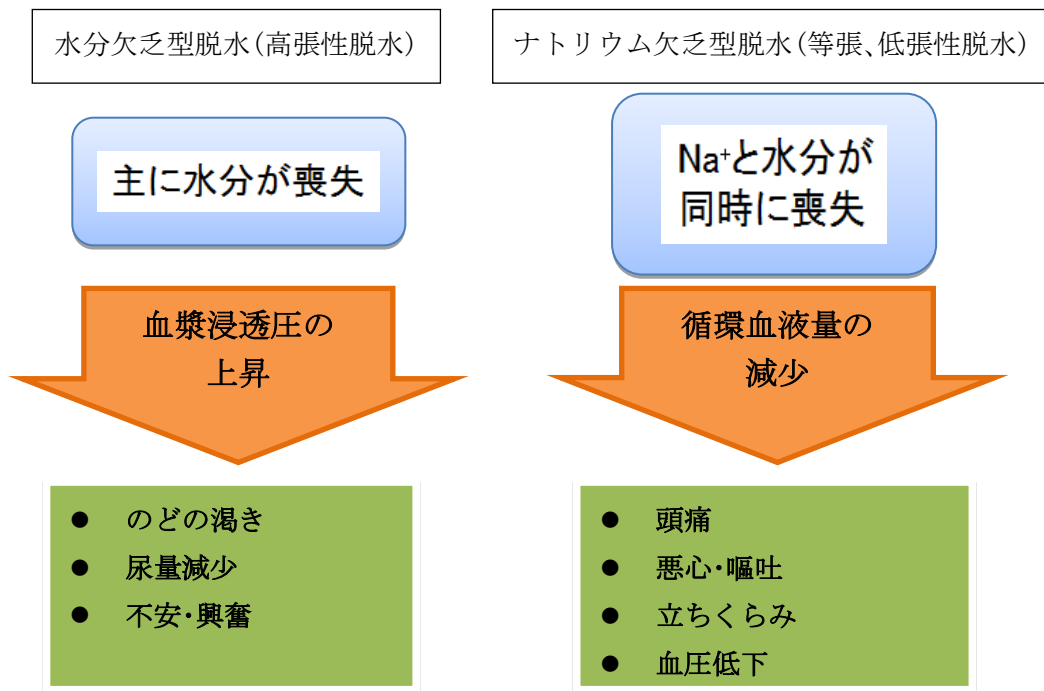 水分欠乏型脱水(高張性脱水)
主に水分が喪失
血漿浸透圧の
上昇
● のどの渇き
● 尿量減少
● 不安・興奮
ナトリウム欠乏型脱水(等張、低張性脱水)
Na⁺と水分が
同時に喪失
循環血液量の
減少
● 頭痛
● 悪心・嘔吐
● 立ちくらみ
● 血圧低下